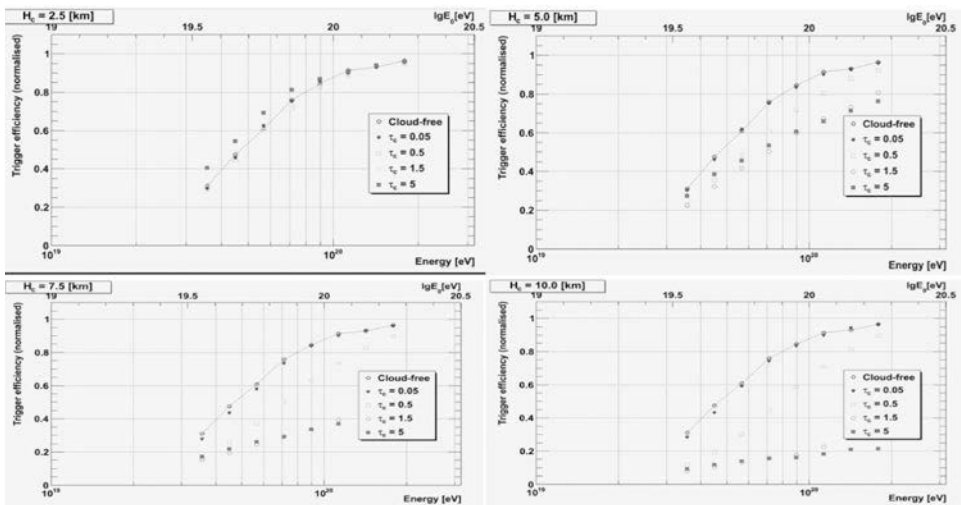 H_c = 2.5 [km]
lgE_0[eV]
19 19.5 20 20.5
Trigger efficiency (normalised)
1
0.8
0.6
0.4
0.2
0
Cloud-free
τ_c = 0.05
τ_c = 0.5
τ_c = 1.5
τ_c = 5
10^19 10^20
Energy [eV]
H_c = 5.0 [km]
lgE_0[eV]
19 19.5 20 20.5
Trigger efficiency (normalised)
1
0.8
0.6
0.4
0.2
0
Cloud-free
τ_c = 0.05
τ_c = 0.5
τ_c = 1.5
τ_c = 5
10^19 10^20
Energy [eV]
H_c = 7.5 [km]
lgE_0[eV]
19 19.5 20 20.5
Trigger efficiency (normalised)
1
0.8
0.6
0.4
0.2
0
Cloud-free
τ_c = 0.05
τ_c = 0.5
τ_c = 1.5
τ_c = 5
10^19 10^20
Energy [eV]
H_c = 10.0 [km]
lgE_0[eV]
19 19.5 20 20.5
Trigger efficiency (normalised)
1
0.8
0.6
0.4
0.2
0
Cloud-free
τ_c = 0.05
τ_c = 0.5
τ_c = 1.5
τ_c = 5
10^19 10^20
Energy [eV]